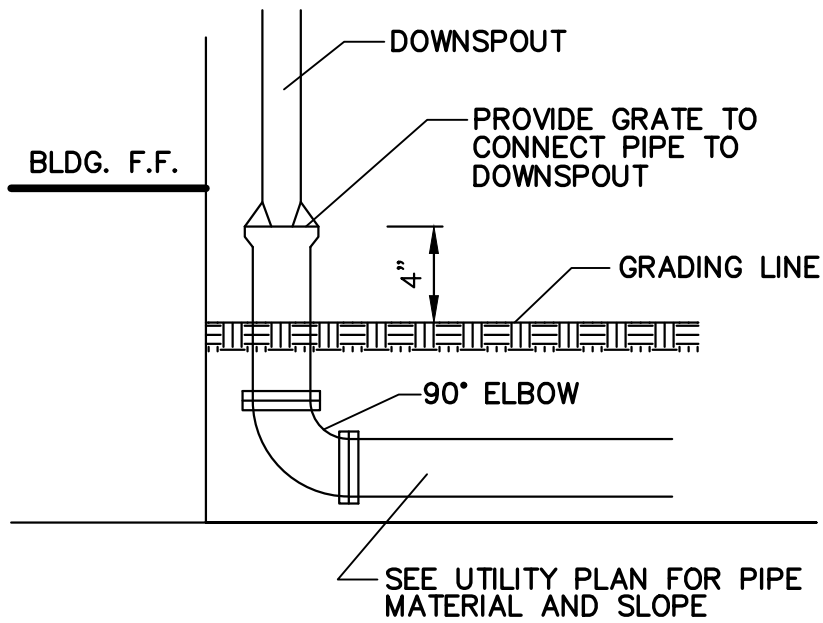 DOWNSPOUT
PROVIDE GRATE TO
CONNECT PIPE TO
DOWNSPOUT
BLDG. F.F.
4"
GRADING LINE
90° ELBOW
SEE UTILITY PLAN FOR PIPE
MATERIAL AND SLOPE